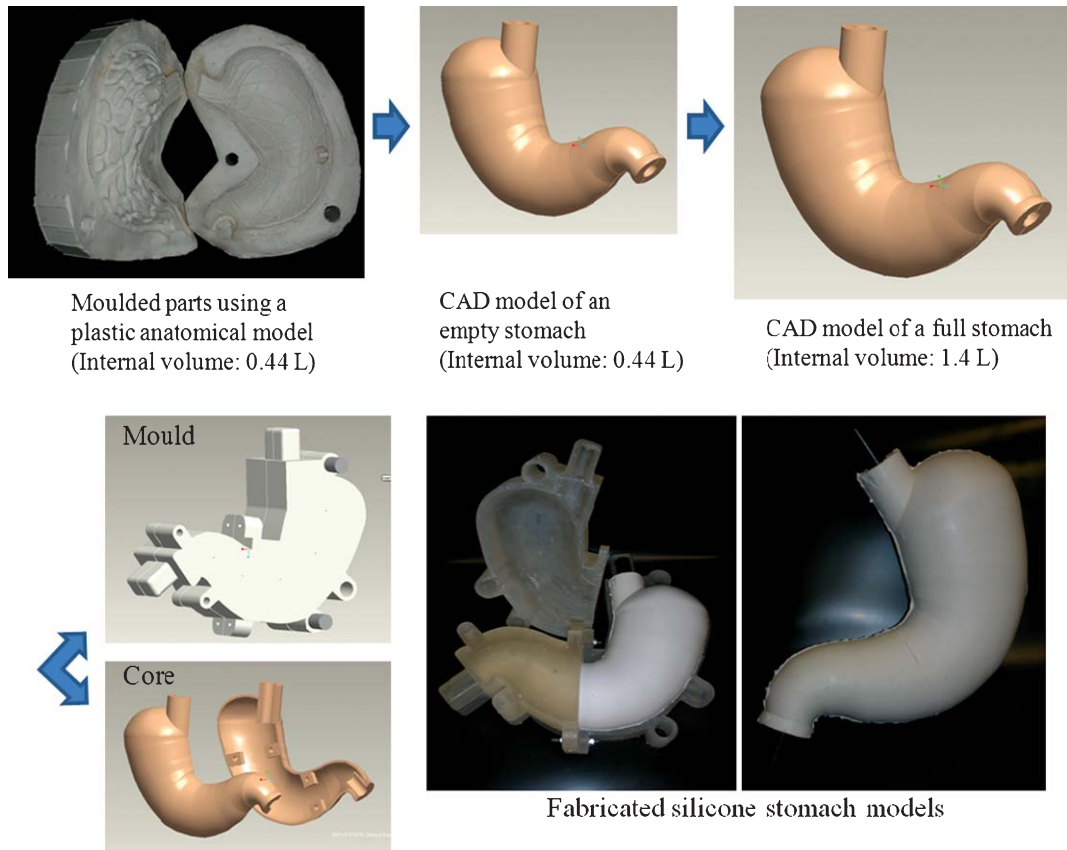 Moulded parts using a
plastic anatomical model
(Internal volume: 0.44 L)
CAD model of an
empty stomach
(Internal volume: 0.44 L)
CAD model of a full stomach
(Internal volume: 1.4 L)
Mould
Core
Fabricated silicone stomach models